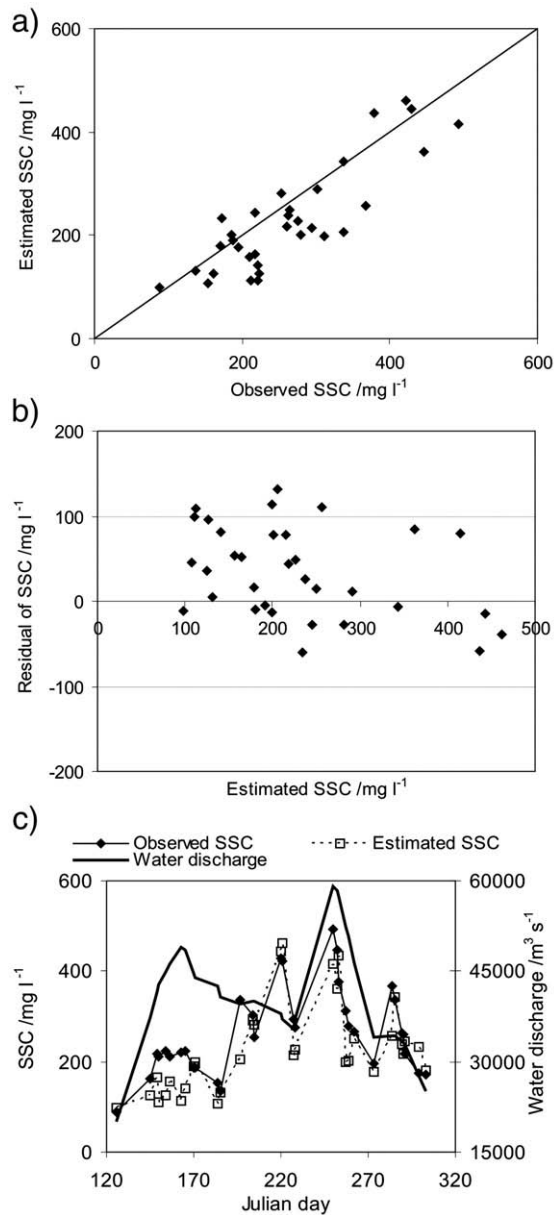 a)
600
400
200
0
Estimated SSC /mg l⁻¹
0 200 400 600
Observed SSC /mg l⁻¹
b)
200
100
0
-100
-200
Residual of SSC /mg l⁻¹
0 100 200 300 400 500
Estimated SSC /mg l⁻¹
c)
Observed SSC Estimated SSC
Water discharge
600
400
200
0
SSC /mg l⁻¹
60000
45000
30000
15000
Water discharge /m³ s⁻¹
120 170 220 270 320
Julian day